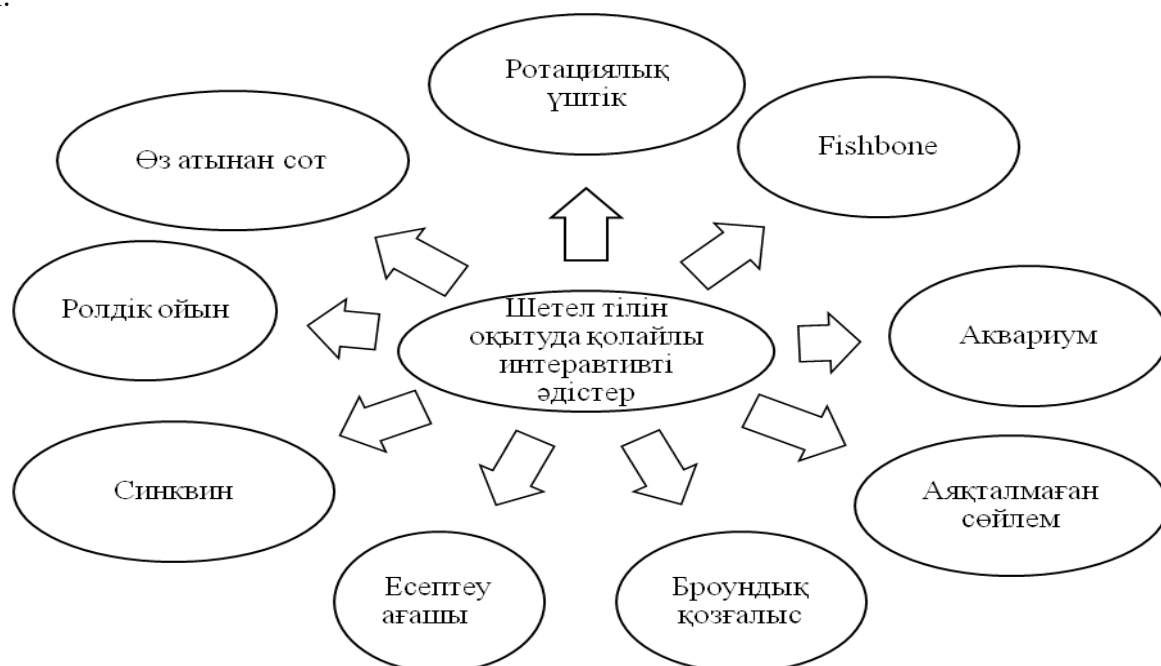 Ротациялық
үштік
Fishbone
Өз атынан сот
Ролдік ойын
Шетел тілін
оқытуда қолайлы
интеравтивті
әдістер
Аквариум
Синквин
Аяқталмаған
сөйлем
Есептеу
ағашы
Броундық
қозғалыс